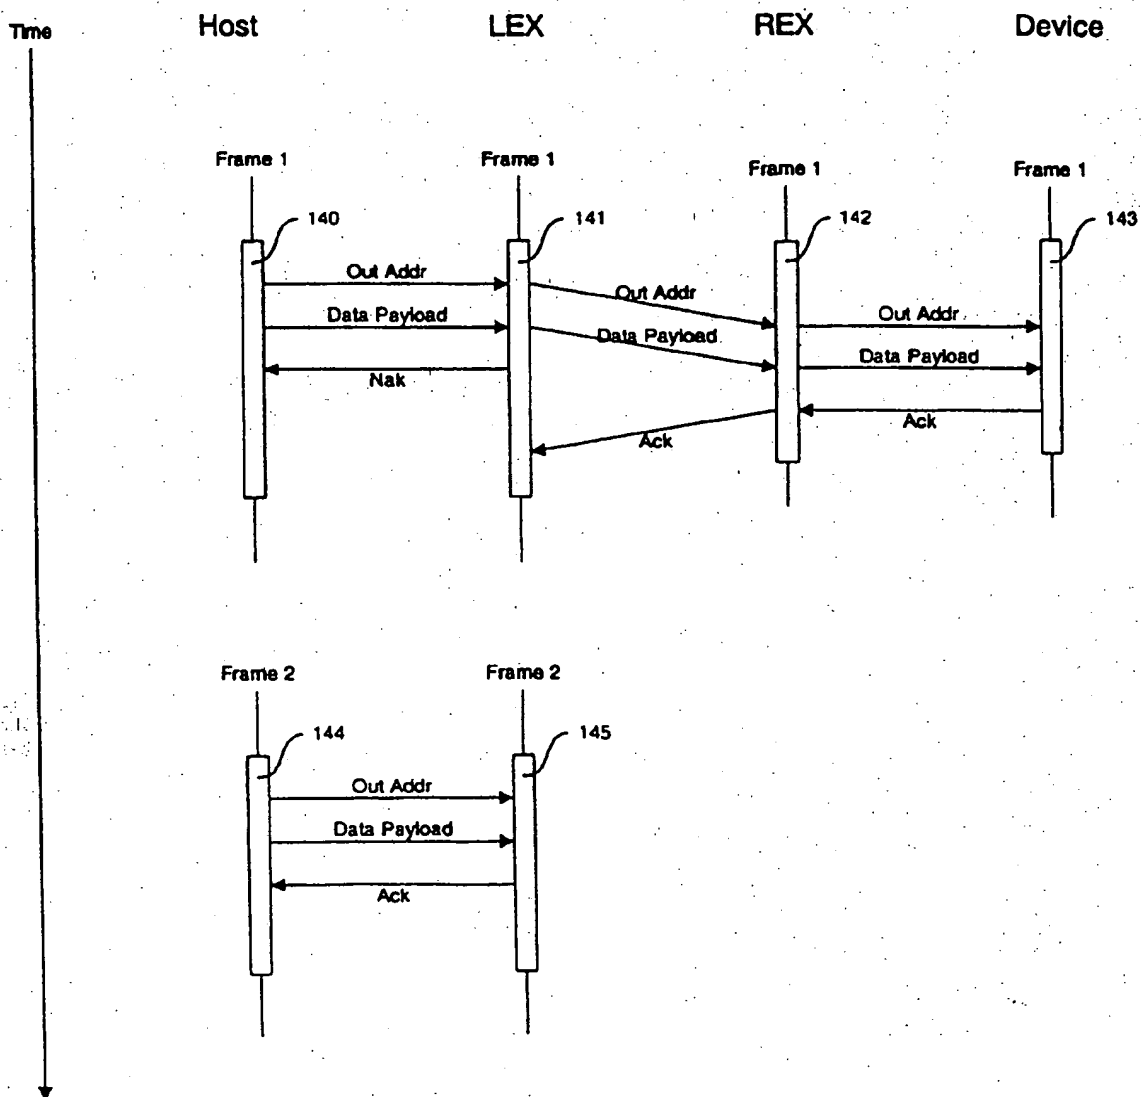 Time
Host LEX REX Device
Frame 1 Frame 1 Frame 1 Frame 1
140 141 142 143
Out Addr Out Addr Out Addr
Data Payload Data Payload Data Payload
Nak Ack Ack
Frame 2 Frame 2
144 145
Out Addr
Data Payload
Ack